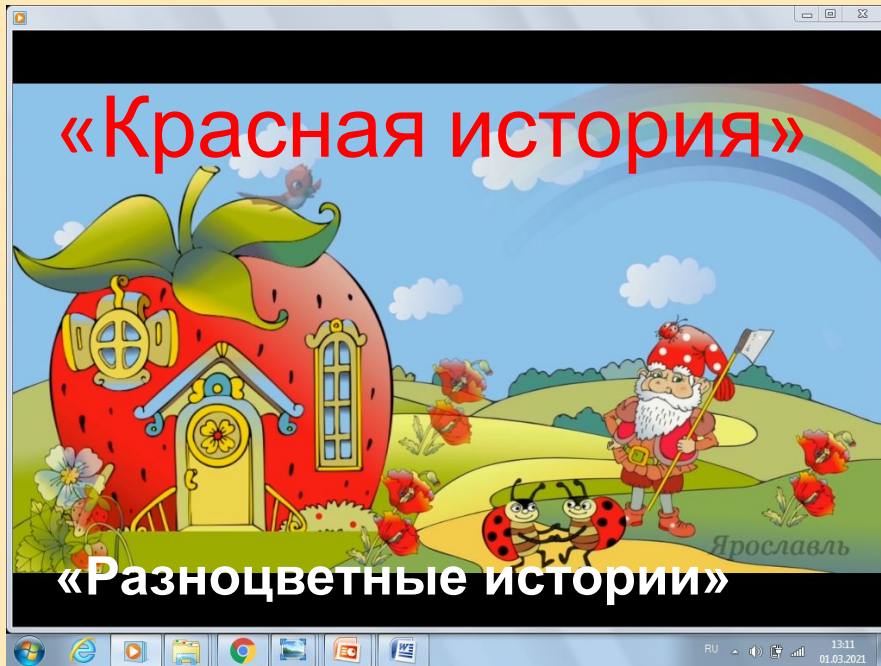 «Красная история»
Ярославль
«Разноцветные истории»
RU
13:11
01.03.2021